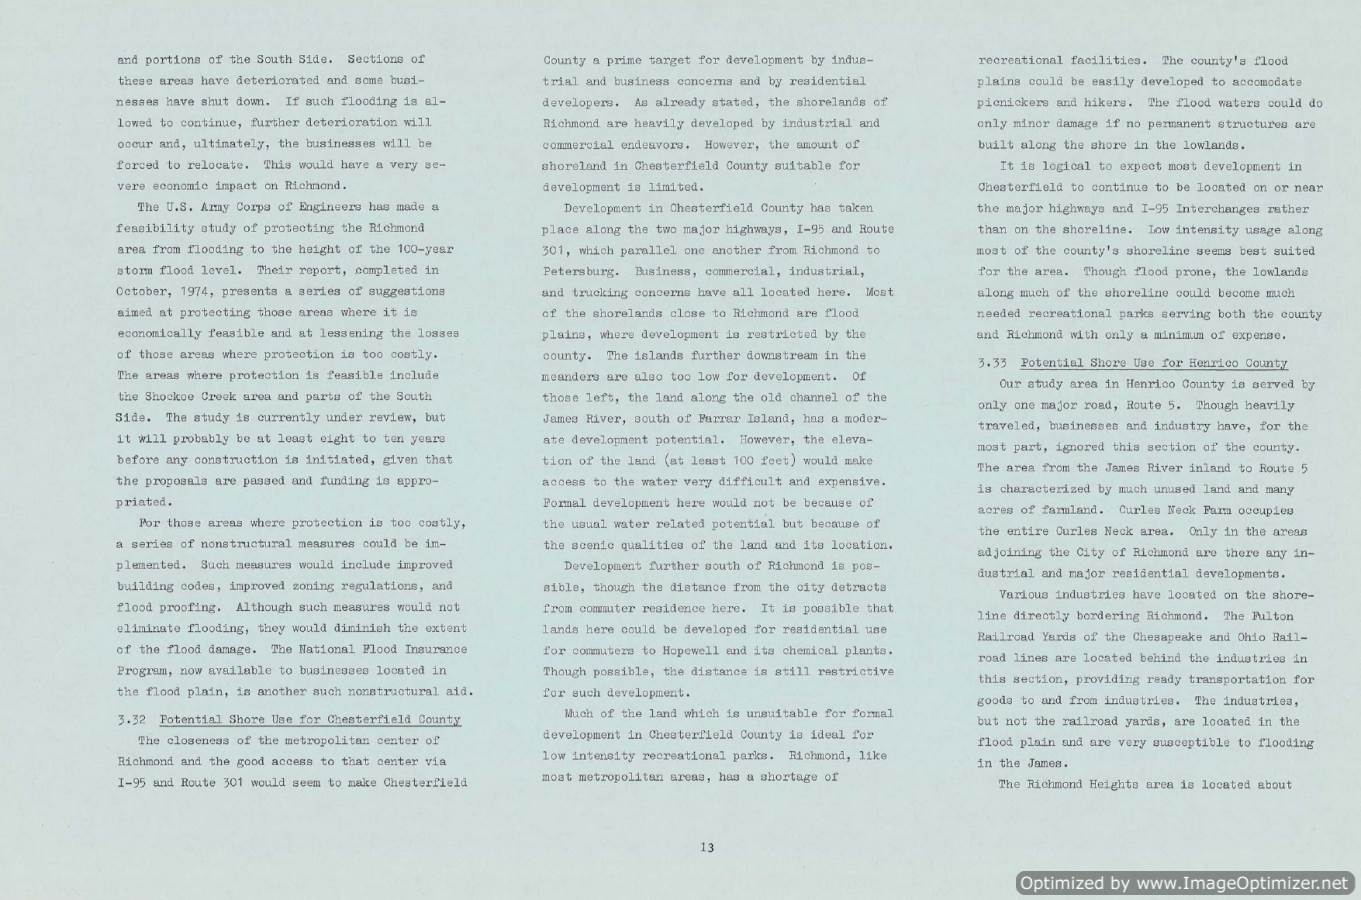 and portions of the South Side. Sections of
these areas have deteriorated and some busi-
nesses have shut down. If such flooding is al-
lowed to continue, further deterioration will
occur and, ultimately, the businesses will be
forced to relocate. This would have a very se-
vere economic impact on Richmond.
The U.S. Army Corps of Engineers has made a
feasibility study of protecting the Richmond
area from flooding to the height of the 100-year
storm flood level. Their report, completed in
October, 1974, presents a series of suggestions
aimed at protecting those areas where it is
economically feasible and at lessening the losses
of those areas where protection is too costly.
The areas where protection is feasible include
the Shockoe Creek area and parts of the South
Side. The study is currently under review, but
it will probably be at least eight to ten years
before any construction is initiated, given that
the proposals are passed and funding is appro-
priated.
For those areas where protection is too costly,
a series of nonstructural measures could be im-
plemented. Such measures would include improved
building codes, improved zoning regulations, and
flood proofing. Although such measures would not
eliminate flooding, they would diminish the extent
of the flood damage. The National Flood Insurance
Program, now available to businesses located in
the flood plain, is another such nonstructural aid.
3.32 Potential Shore Use for Chesterfield County
The closeness of the metropolitan center of
Richmond and the good access to that center via
I-95 and Route 301 would seem to make Chesterfield
County a prime target for development by indus-
trial and business concerns and by residential
developers. As already stated, the shorelands of
Richmond are heavily developed by industrial and
commercial endeavors. However, the amount of
shoreland in Chesterfield County suitable for
development is limited.
Development in Chesterfield County has taken
place along the two major highways, I-95 and Route
301, which parallel one another from Richmond to
Petersburg. Business, commercial, industrial,
and trucking concerns have all located here. Most
of the shorelands close to Richmond are flood
plains, where development is restricted by the
county. The islands further downstream in the
meanders are also too low for development. Of
those left, the land along the old channel of the
James River, south of Farrar Island, has a moder-
ate development potential. However, the eleva-
tion of the land (at least 100 feet) would make
access to the water very difficult and expensive.
Formal development here would not be because of
the usual water related potential but because of
the scenic qualities of the land and its location.
Development further south of Richmond is pos-
sible, though the distance from the city detracts
from commuter residence here. It is possible that
lands here could be developed for residential use
for commuters to Hopewell and its chemical plants.
Though possible, the distance is still restrictive
for such development.
Much of the land which is unsuitable for formal
development in Chesterfield County is ideal for
low intensity recreational parks. Richmond, like
most metropolitan areas, has a shortage of
recreational facilities. The county's flood
plains could be easily developed to accomodate
picnickers and hikers. The flood waters could do
only minor damage if no permanent structures are
built along the shore in the lowlands.
It is logical to expect most development in
Chesterfield to continue to be located on or near
the major highways and I-95 Interchanges rather
than on the shoreline. Low intensity usage along
most of the county's shoreline seems best suited
for the area. Though flood prone, the lowlands
along much of the shoreline could become much
needed recreational parks serving both the county
and Richmond with only a minimum of expense.
3.33 Potential Shore Use for Henrico County
Our study area in Henrico County is served by
only one major road, Route 5. Though heavily
traveled, businesses and industry have, for the
most part, ignored this section of the county.
The area from the James River inland to Route 5
is characterized by much unused land and many
acres of farmland. Curles Neck Farm occupies
the entire Curles Neck area. Only in the areas
adjoining the City of Richmond are there any in-
dustrial and major residential developments.
Various industries have located on the shore-
line directly bordering Richmond. The Fulton
Railroad Yards of the Chesapeake and Ohio Rail-
road lines are located behind the industries in
this section, providing ready transportation for
goods to and from industries. The industries,
but not the railroad yards, are located in the
flood plain and are very susceptible to flooding
in the James.
The Richmond Heights area is located about
13
Optimized by www.ImageOptimizer.net